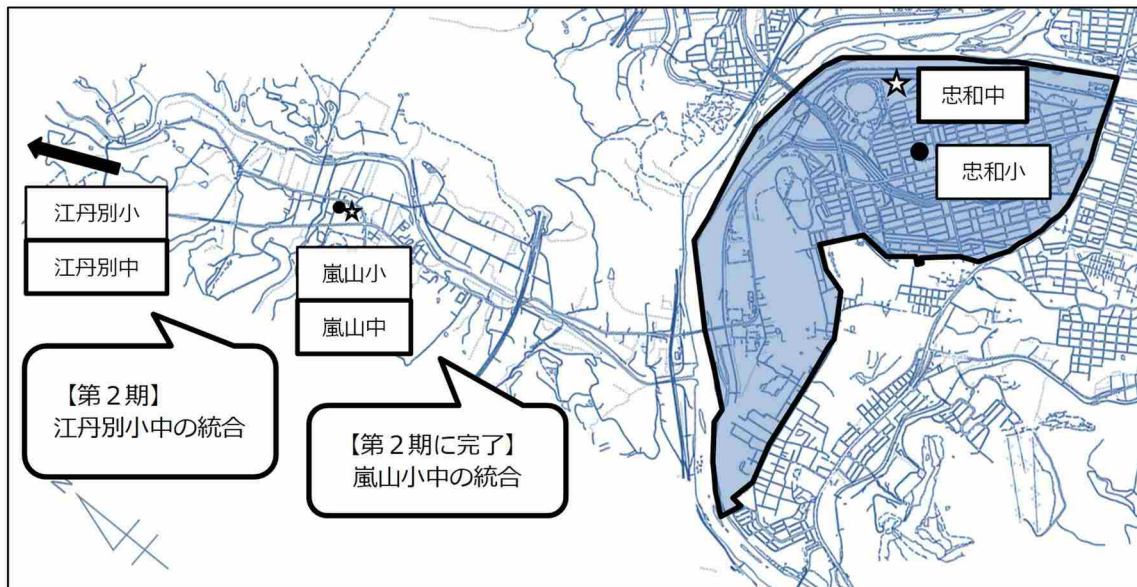 忠和中
忠和小
江丹別小
江丹別中
嵐山小
嵐山中
【第２期】
江丹別小中の統合
【第２期に完了】
嵐山小中の統合